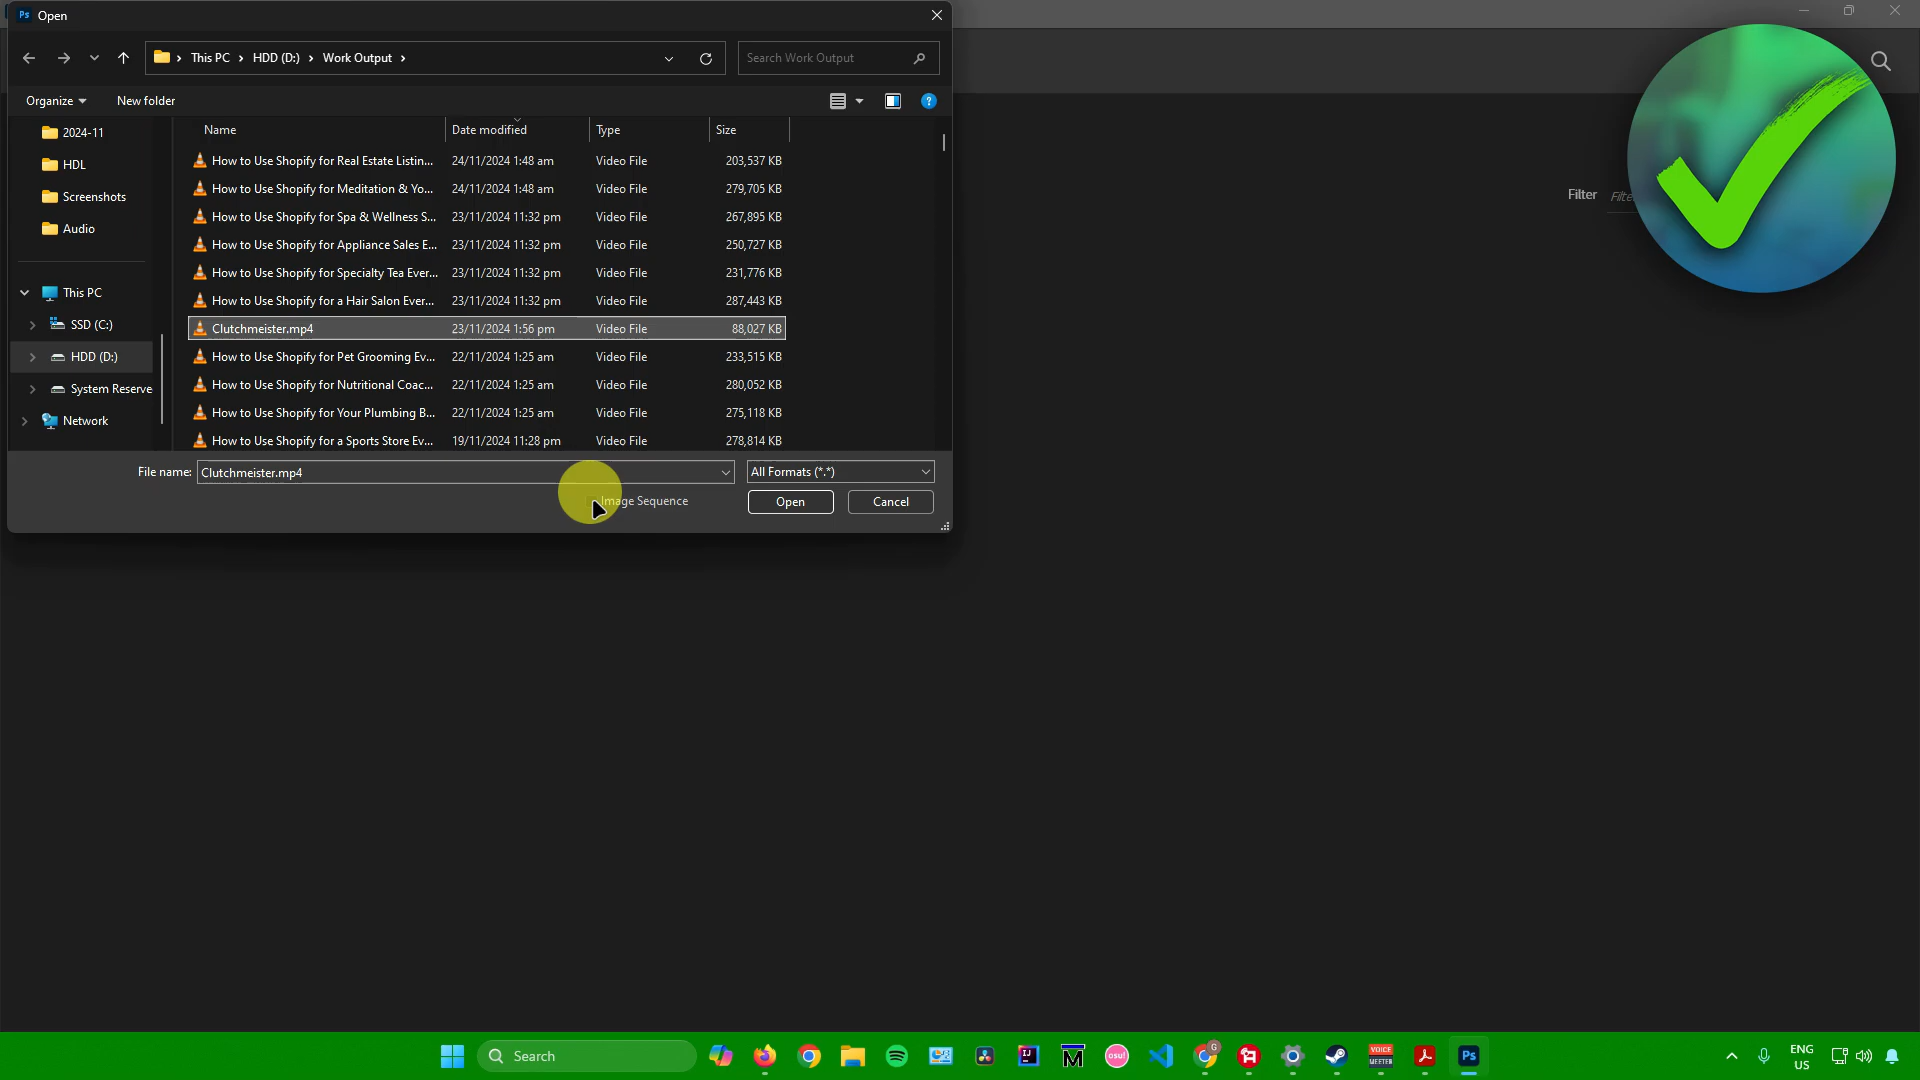 Ps Open
This PC > HDD (D:) > Work Output >
Search Work Output
Organize
New folder
Name
Date modified
Type
Size
2024-11
HDL
Screenshots
Audio
This PC
SSD (C:)
HDD (D:)
System Reserve
Network
How to Use Shopify for Real Estate Listin... 24/11/2024 1:48 am Video File 203,537 KB
How to Use Shopify for Meditation & Yo... 24/11/2024 1:48 am Video File 279,705 KB
How to Use Shopify for Spa & Wellness S... 23/11/2024 11:32 pm Video File 267,895 KB
How to Use Shopify for Appliance Sales E... 23/11/2024 11:32 pm Video File 250,727 KB
How to Use Shopify for Specialty Tea Ever... 23/11/2024 11:32 pm Video File 231,776 KB
How to Use Shopify for a Hair Salon Ever... 23/11/2024 11:32 pm Video File 287,443 KB
Clutchmeister.mp4 23/11/2024 1:56 pm Video File 88,027 KB
How to Use Shopify for Pet Grooming Ev... 22/11/2024 1:25 am Video File 233,515 KB
How to Use Shopify for Nutritional Coac... 22/11/2024 1:25 am Video File 280,052 KB
How to Use Shopify for Your Plumbing B... 22/11/2024 1:25 am Video File 275,118 KB
How to Use Shopify for a Sports Store Ev... 19/11/2024 11:28 pm Video File 278,814 KB
File name: Clutchmeister.mp4
All Formats (*.*)
Image Sequence
Open
Cancel
Filter
Search
IJ
M
osu!
VOICE
MEETER
Ps
G
ENG
US